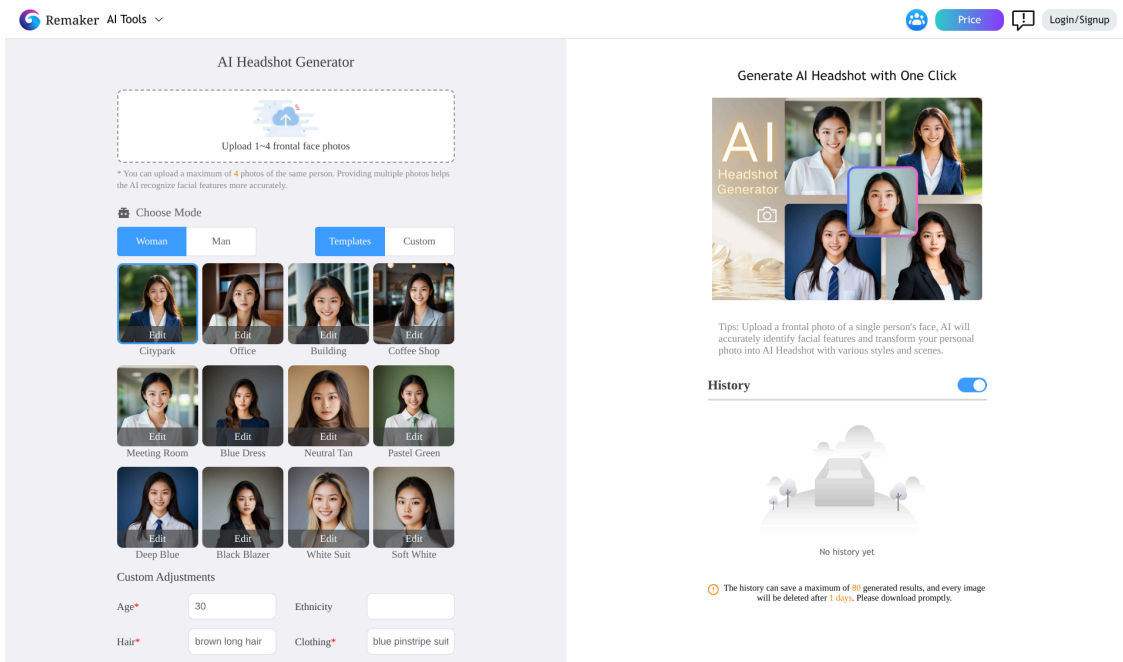 Remaker AI Tools
Price
Login/Signup
AI Headshot Generator
Upload 1~4 frontal face photos
* You can upload a maximum of 4 photos of the same person. Providing multiple photos helps
the AI recognize facial features more accurately.
Choose Mode
Woman Man Templates Custom
Edit Edit Edit Edit
Citypark Office Building Coffee Shop
Edit Edit Edit Edit
Meeting Room Blue Dress Neutral Tan Pastel Green
Edit Edit Edit Edit
Deep Blue Black Blazer White Suit Soft White
Custom Adjustments
Age* 30 Ethnicity
Hair* brown long hair Clothing* blue pinstripe suit
Generate AI Headshot with One Click
AI
Headshot
Generator
Tips: Upload a frontal photo of a single person's face, AI will
accurately identify facial features and transform your personal
photo into AI Headshot with various styles and scenes.
History
No history yet
The history can save a maximum of 80 generated results, and every image
will be deleted after 1 days. Please download promptly.